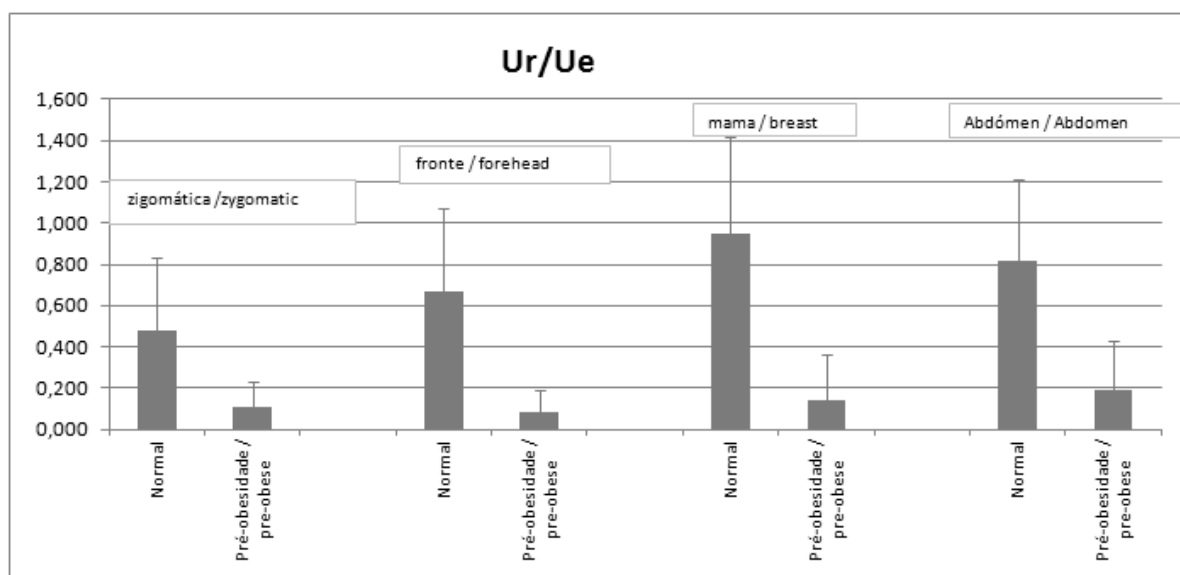 Ur/Ue
1,600
1,400
1,200
1,000
0,800
0,600
0,400
0,200
0,000
zigomática /zygomatic
fronte / forehead
mama / breast
Abdómen / Abdomen
Normal
Pré-obesidade /
pre-obese
Normal
Pré-obesidade /
pre-obese
Normal
Pré-obesidade /
pre-obese
Normal
Pré-obesidade /
pre-obese